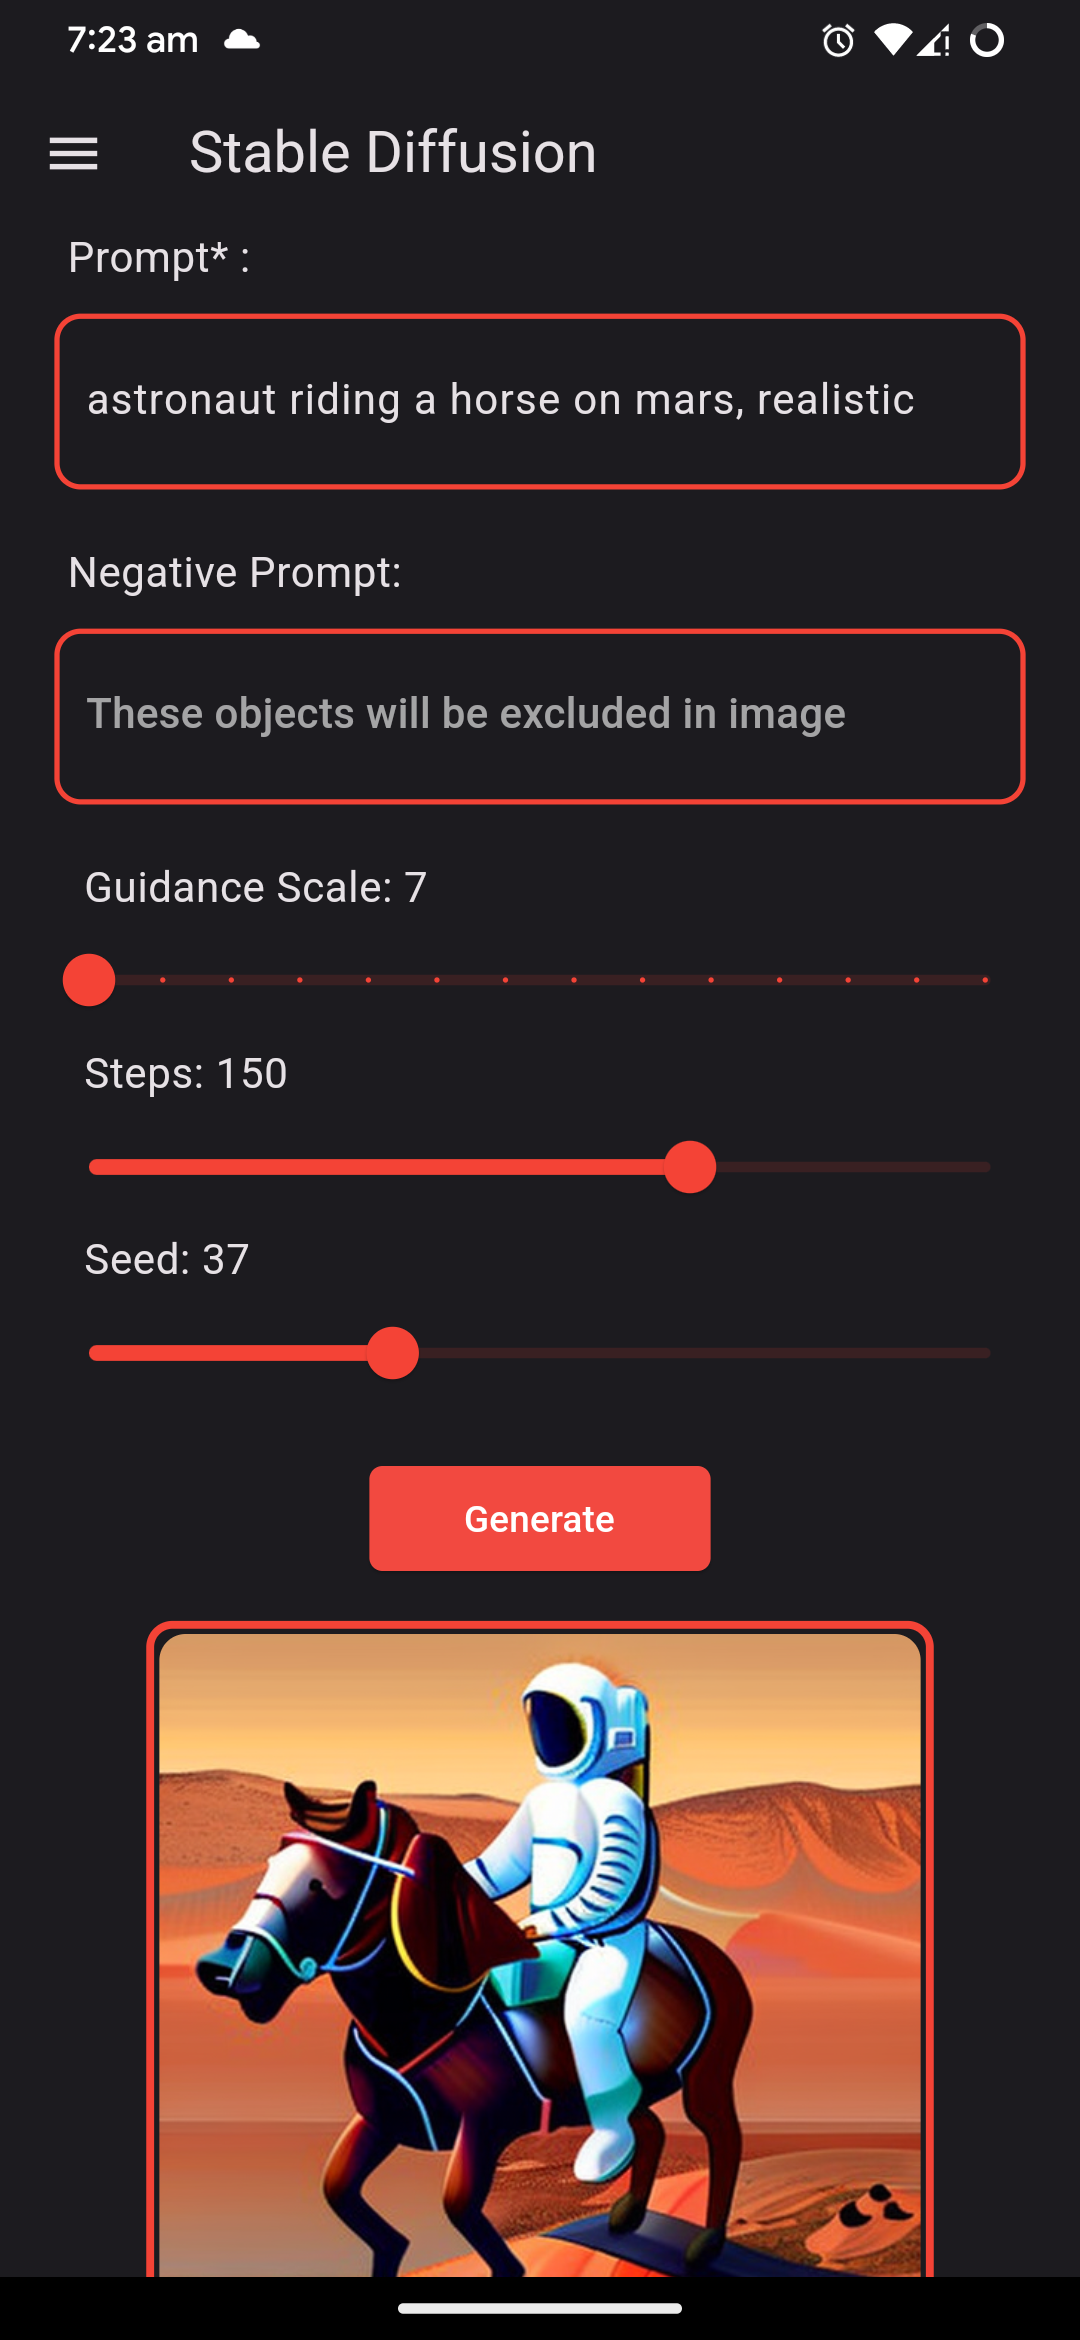 7:23 am
Stable Diffusion
Prompt* :
astronaut riding a horse on mars, realistic
Negative Prompt:
These objects will be excluded in image
Guidance Scale: 7
Steps: 150
Seed: 37
Generate